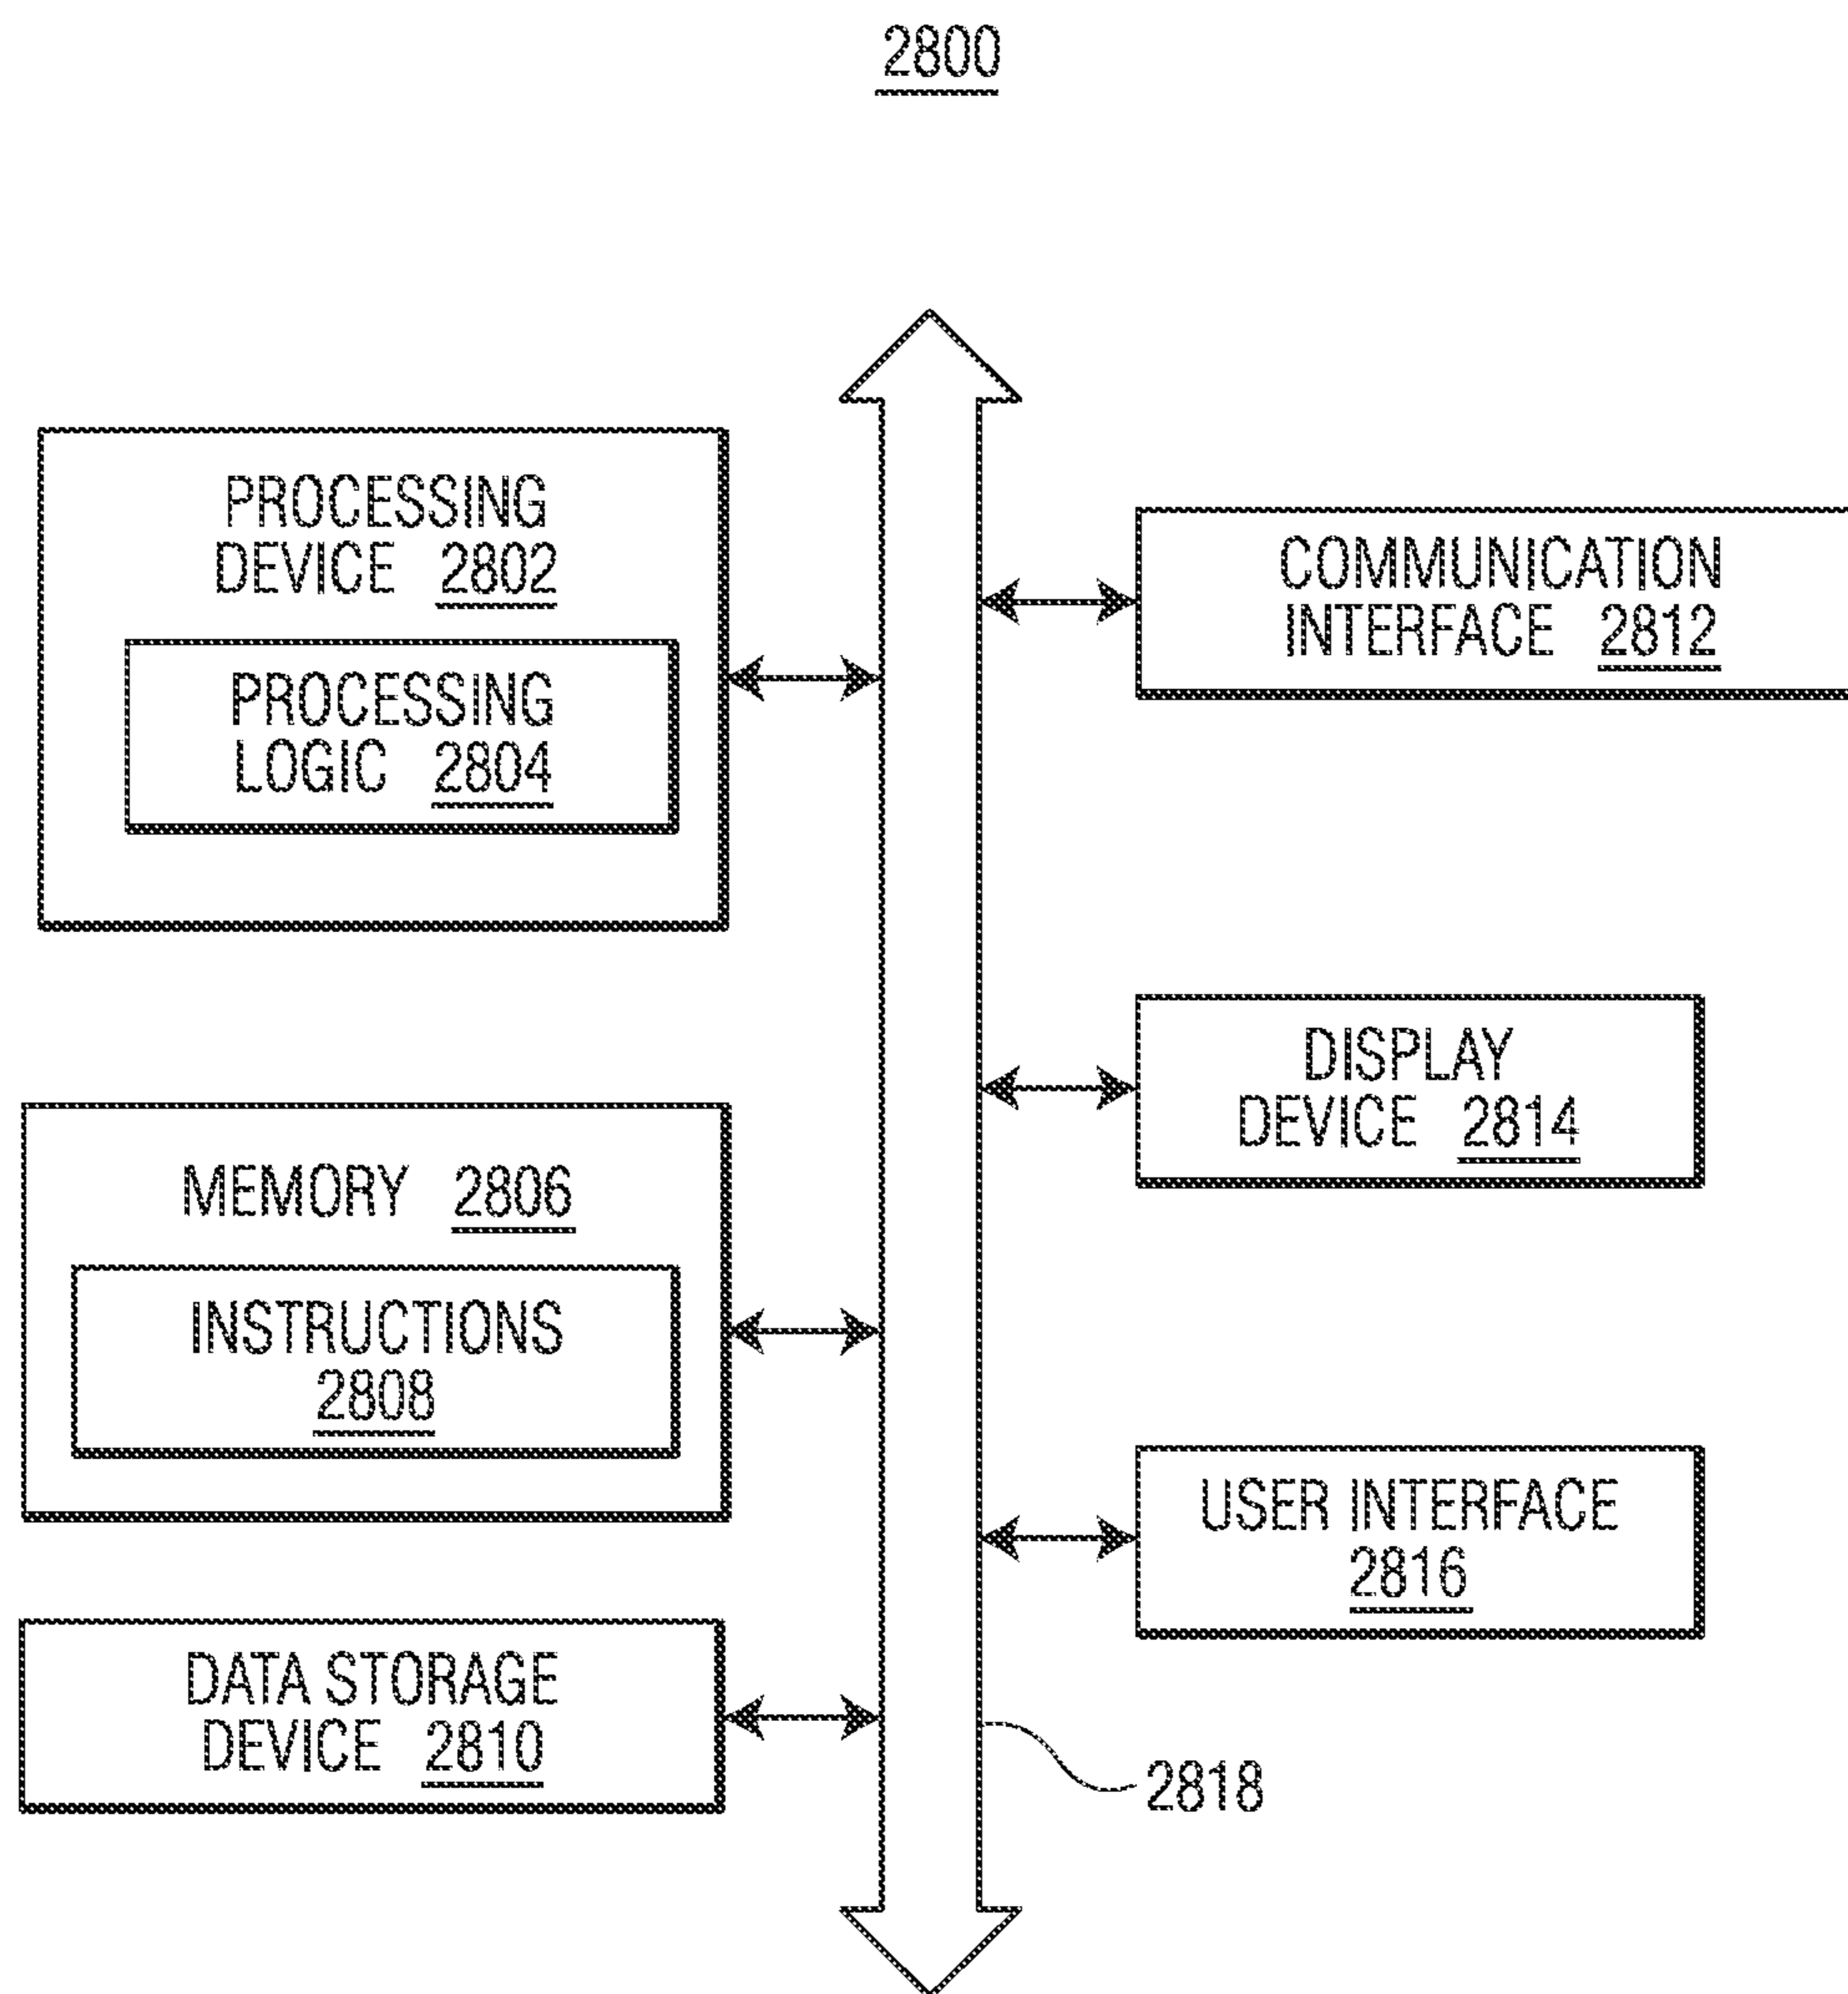 2800
PROCESSING
DEVICE 2802
PROCESSING
LOGIC 2804
MEMORY 2806
INSTRUCTIONS
2808
DATA STORAGE
DEVICE 2810
COMMUNICATION
INTERFACE 2812
DISPLAY
DEVICE 2814
USER INTERFACE
2816
2818